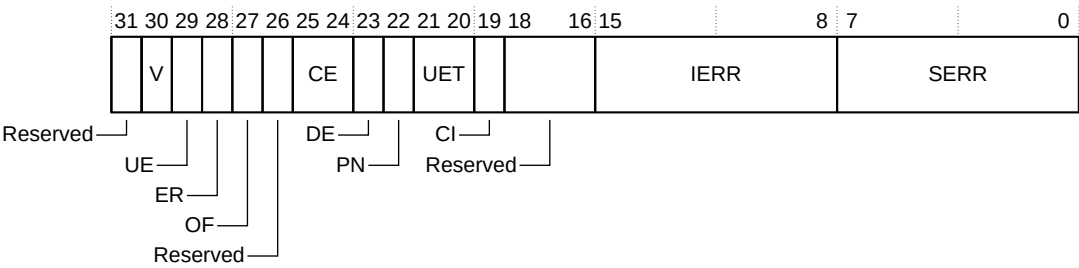 31 30 29 28 27 26 25 24 23 22 21 20 19 18 16 15 8 7 0
V CE UET IERR SERR
Reserved DE CI
UE PN Reserved
ER
OF
Reserved